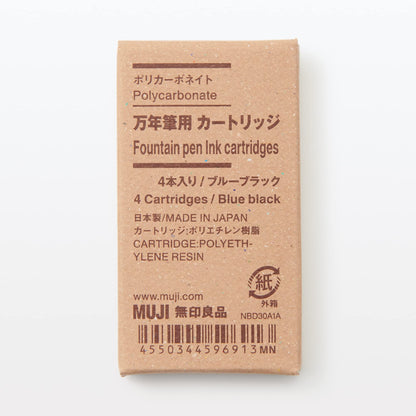 ポリカーボネイト
Polycarbonate
万年筆用 カートリッジ
Fountain pen Ink cartridges
4本入り / ブルーブラック
4 Cartridges / Blue black
日本製/MADE IN JAPAN
カートリッジ:ポリエチレン樹脂
CARTRIDGE:POLYETH-
YLENE RESIN
紙
外箱
www.muji.com
MUJI 無印良品
NBD30A1A
4550344596913MN